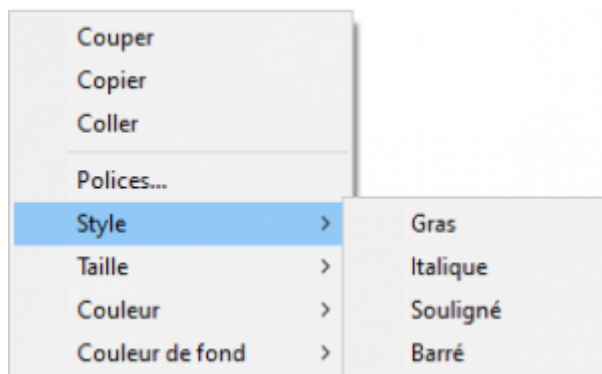 Couper
Copier
Coller
Polices...
Style
Taille
Couleur
Couleur de fond
Gras
Italique
Souligné
Barré